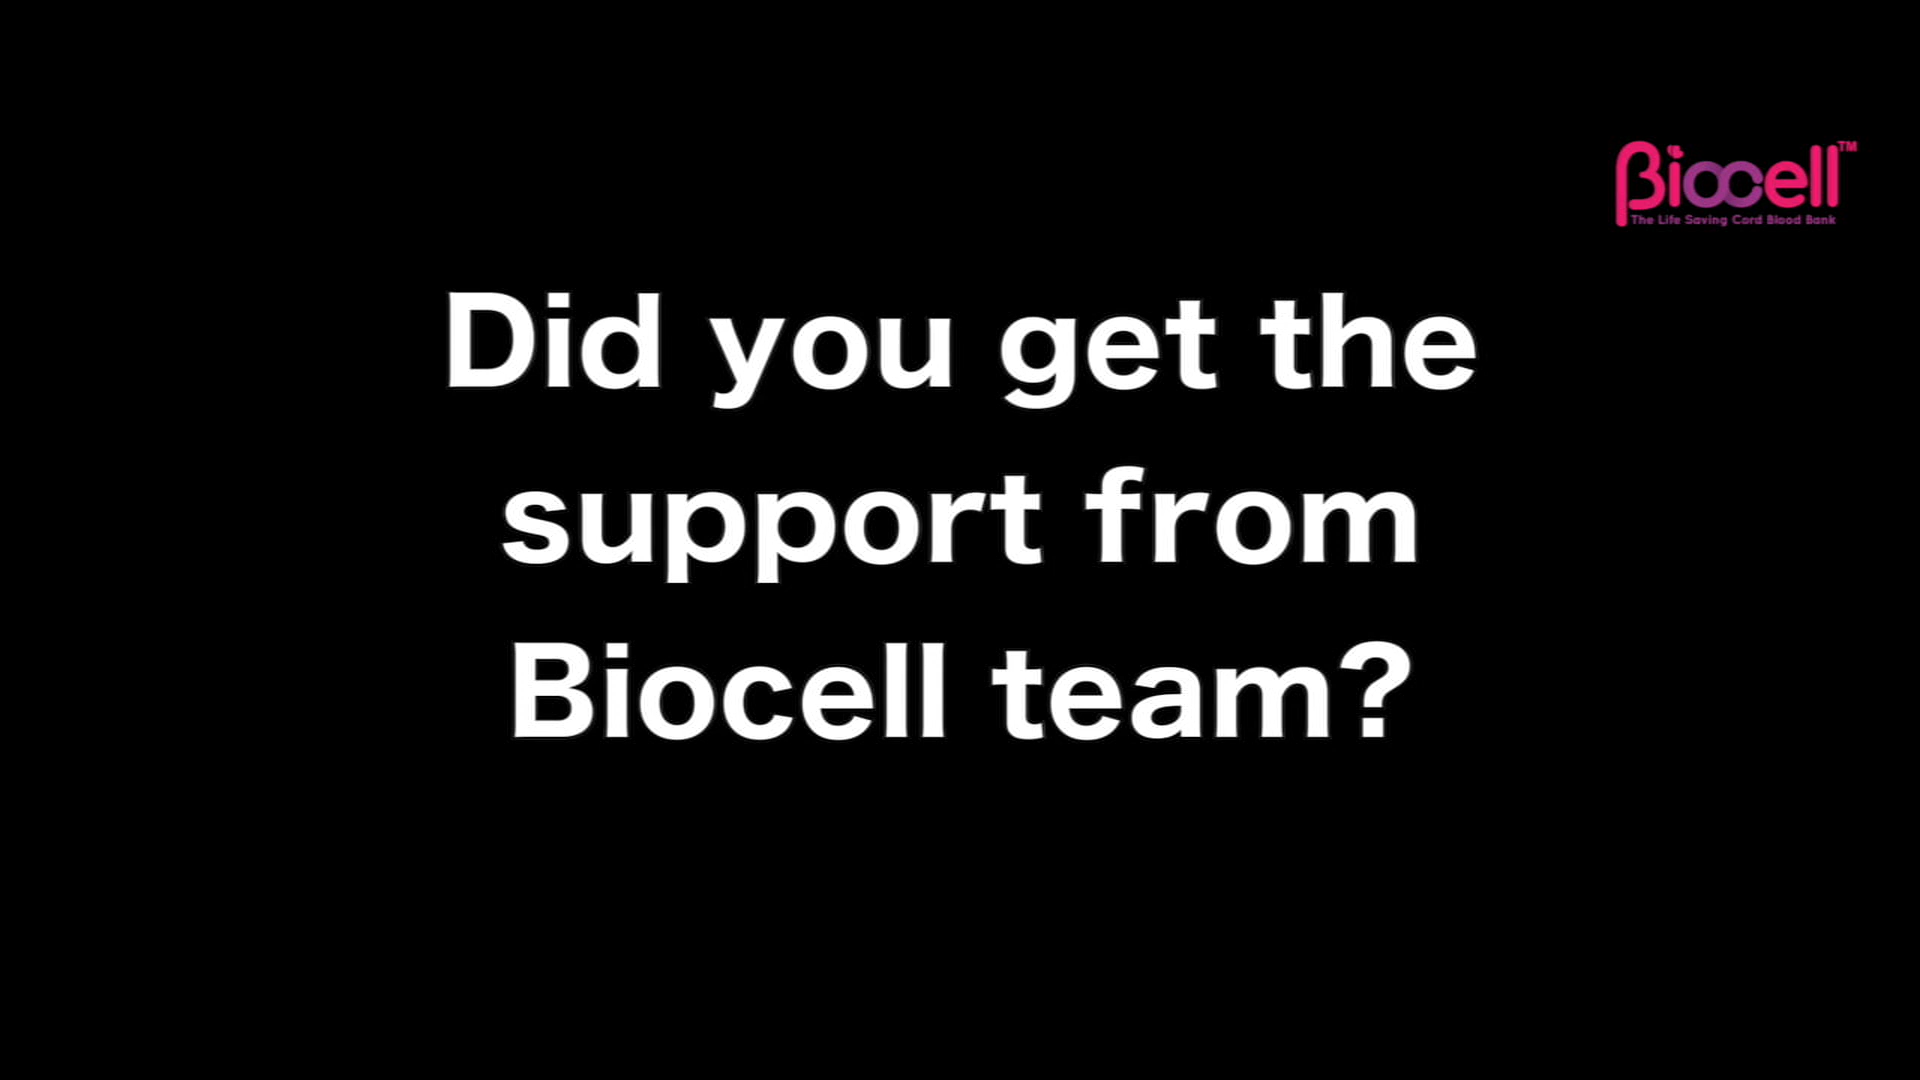 Biocell™
The Life Saving Cord Blood Bank
Did you get the
support from
Biocell team?